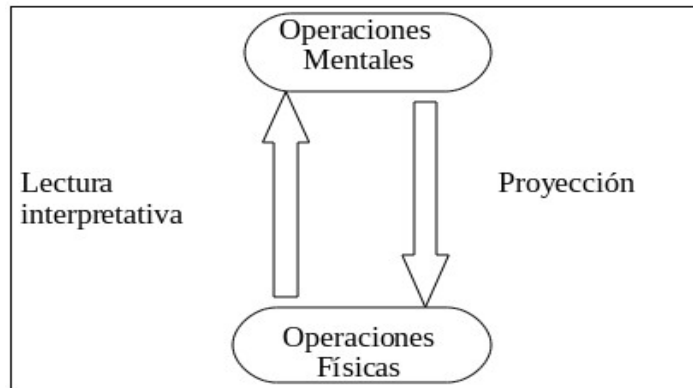 Operaciones
Mentales
Lectura
interpretativa
Proyección
Operaciones
Físicas